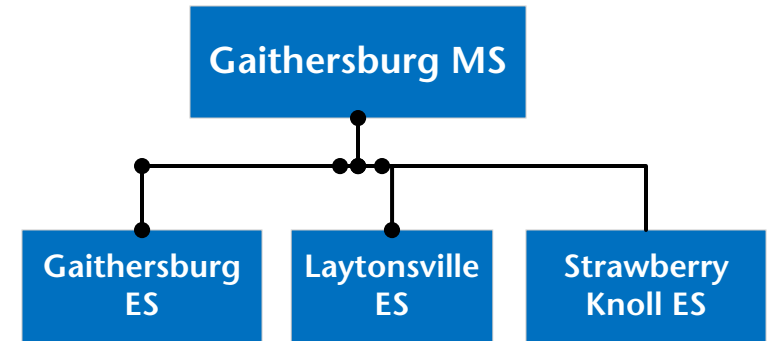 Gaithersburg MS
Gaithersburg
ES
Laytonsville
ES
Strawberry
Knoll ES